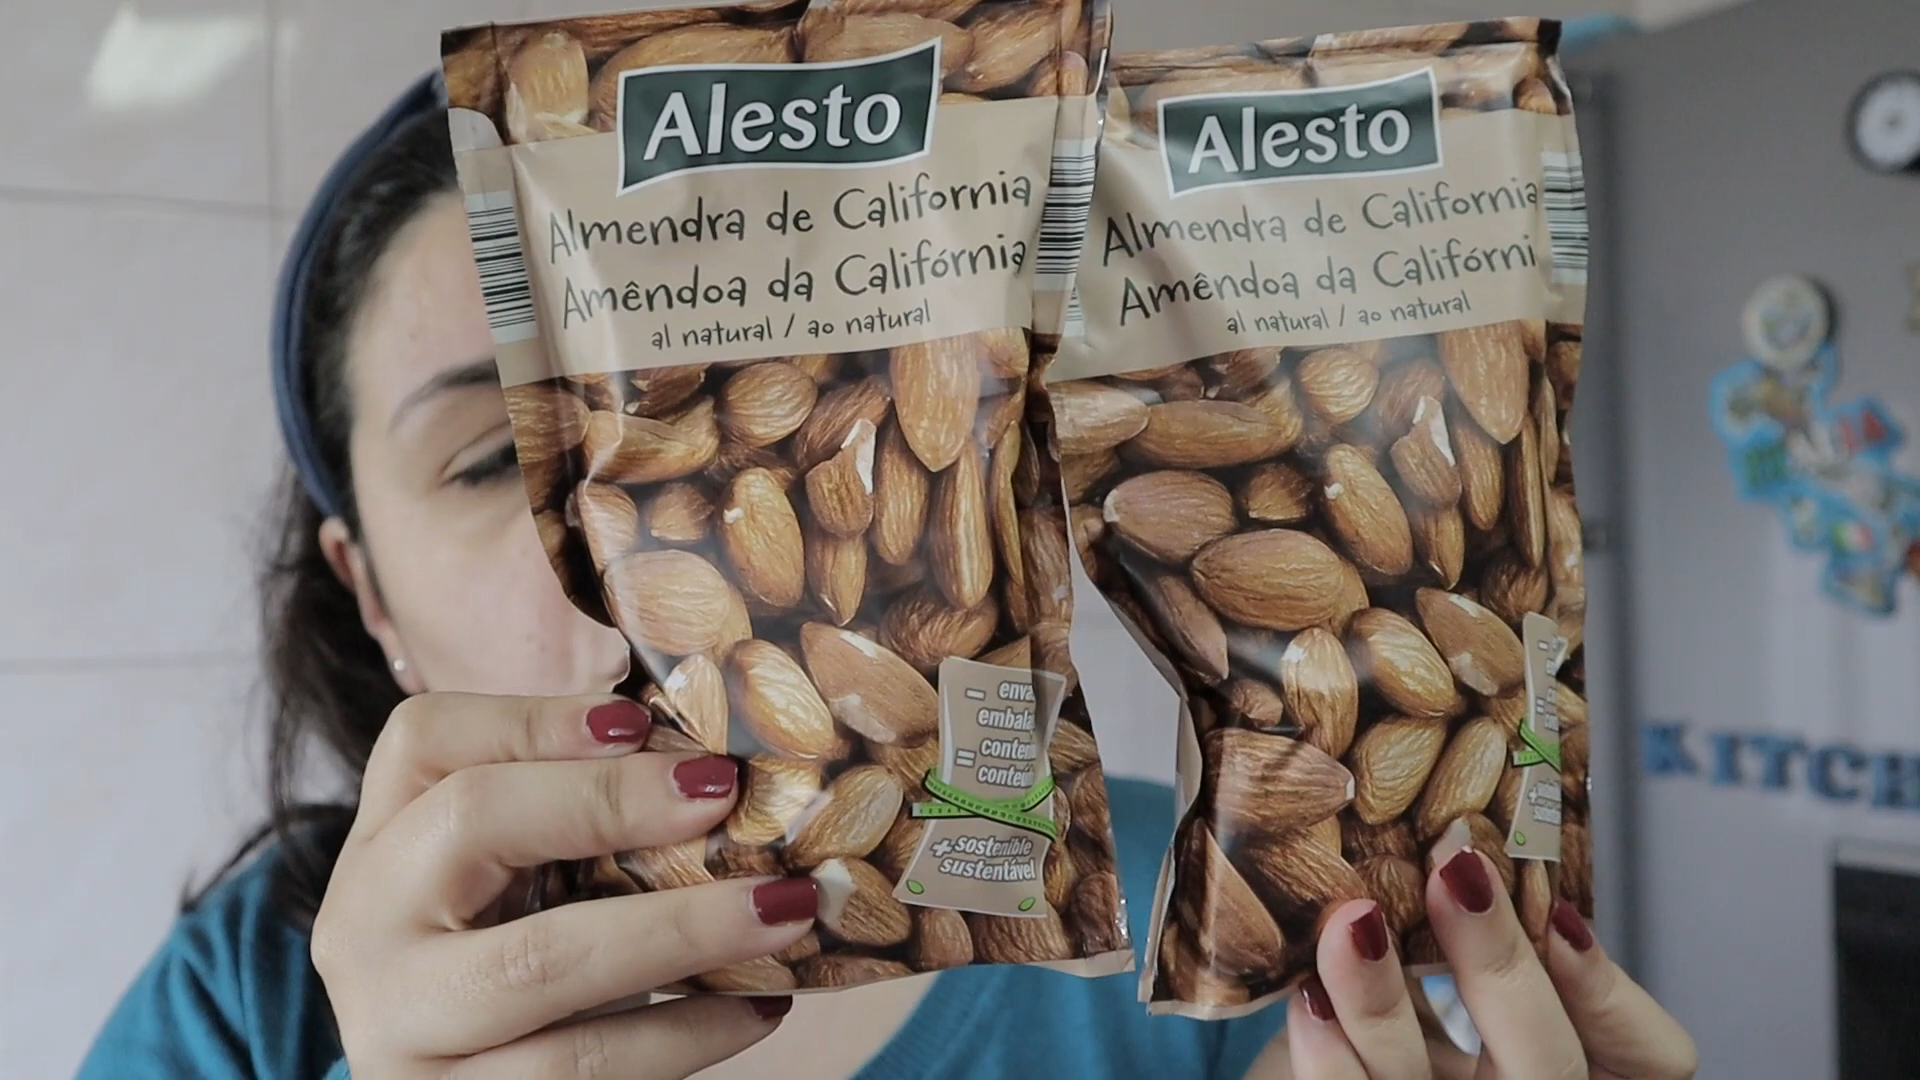 Alesto
Almendra de California
Amêndoa da Califórnia
al natural / ao natural
+ sostenible
sustentável
Alesto
Almendra de California
Amêndoa da Califórni
al natural / ao natural
KITCH